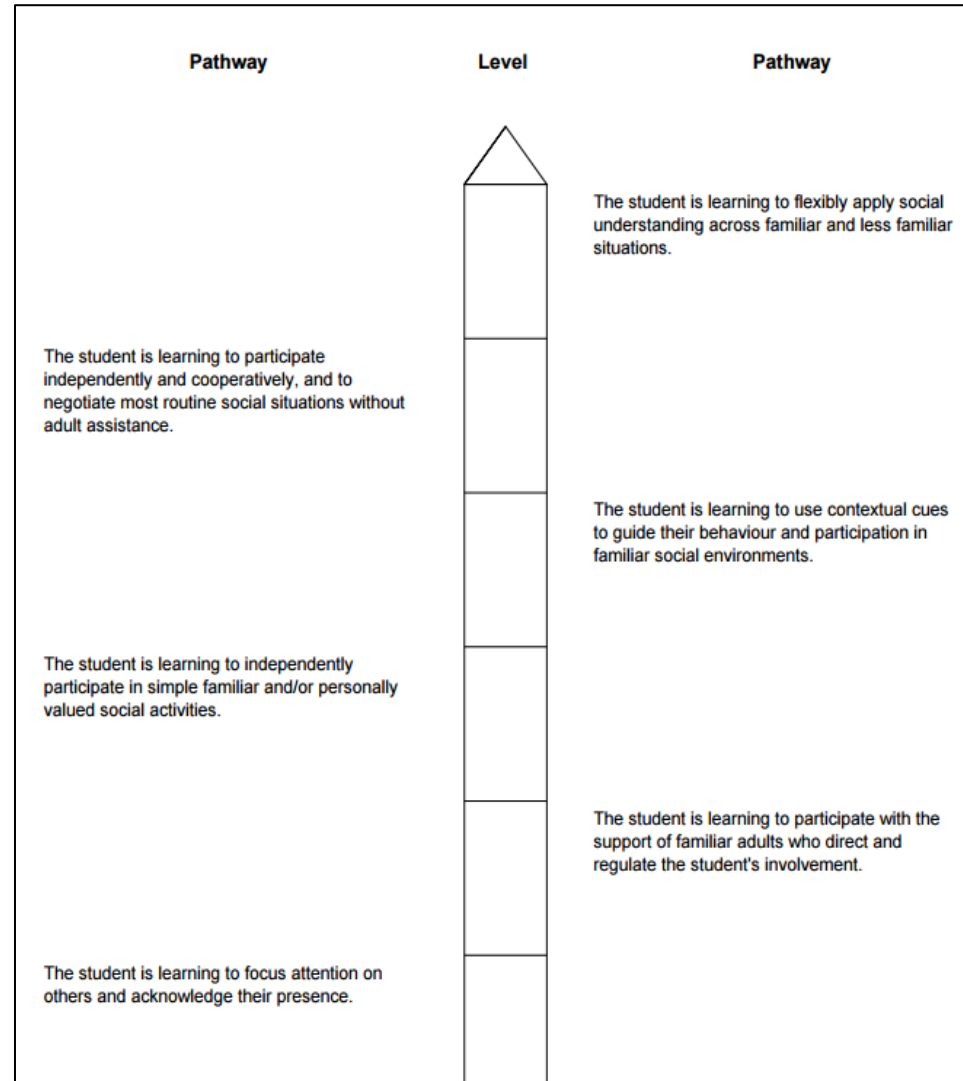 Pathway Level Pathway
The student is learning to flexibly apply social
understanding across familiar and less familiar
situations.
The student is learning to participate
independently and cooperatively, and to
negotiate most routine social situations without
adult assistance.
The student is learning to use contextual cues
to guide their behaviour and participation in
familiar social environments.
The student is learning to independently
participate in simple familiar and/or personally
valued social activities.
The student is learning to participate with the
support of familiar adults who direct and
regulate the student's involvement.
The student is learning to focus attention on
others and acknowledge their presence.